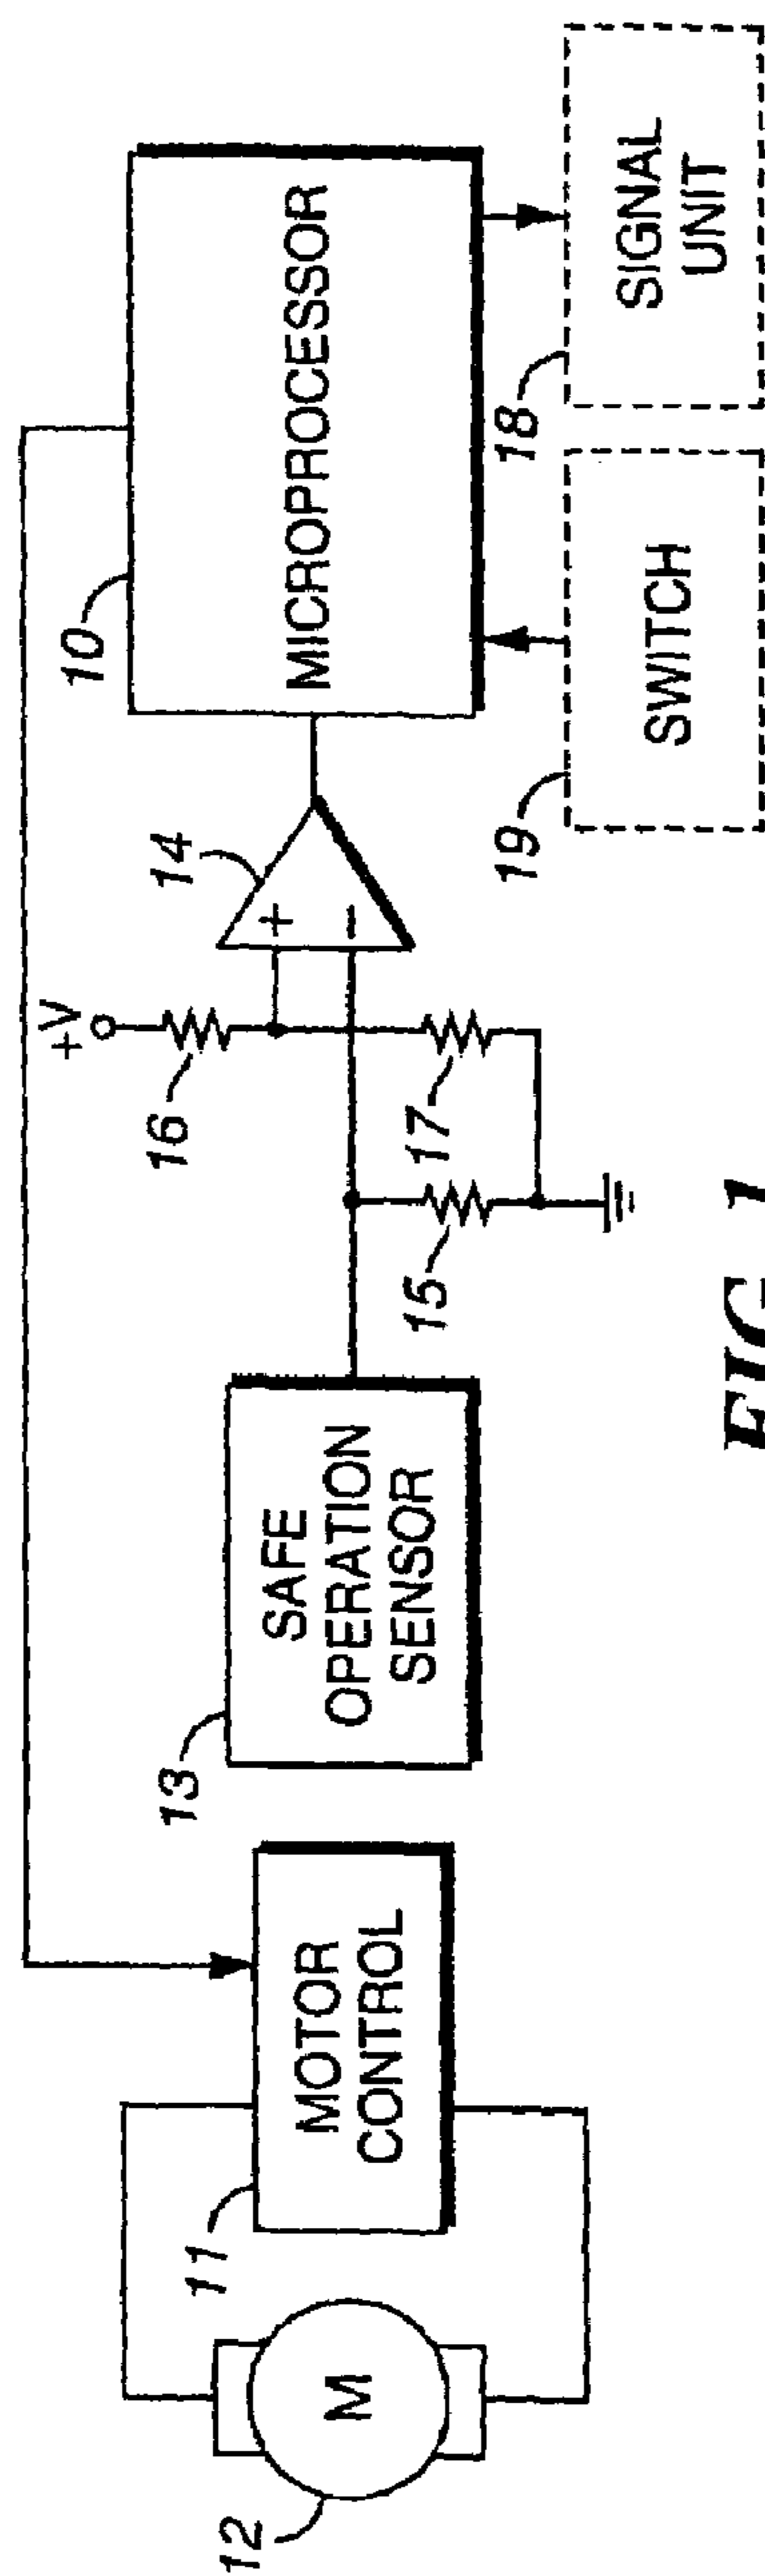 12
M
11
MOTOR
CONTROL
13
SAFE
OPERATION
SENSOR
15
16
+V
17
14
+
-
10
MICROPROCESSOR
19
SWITCH
18
SIGNAL
UNIT
FIG. 1